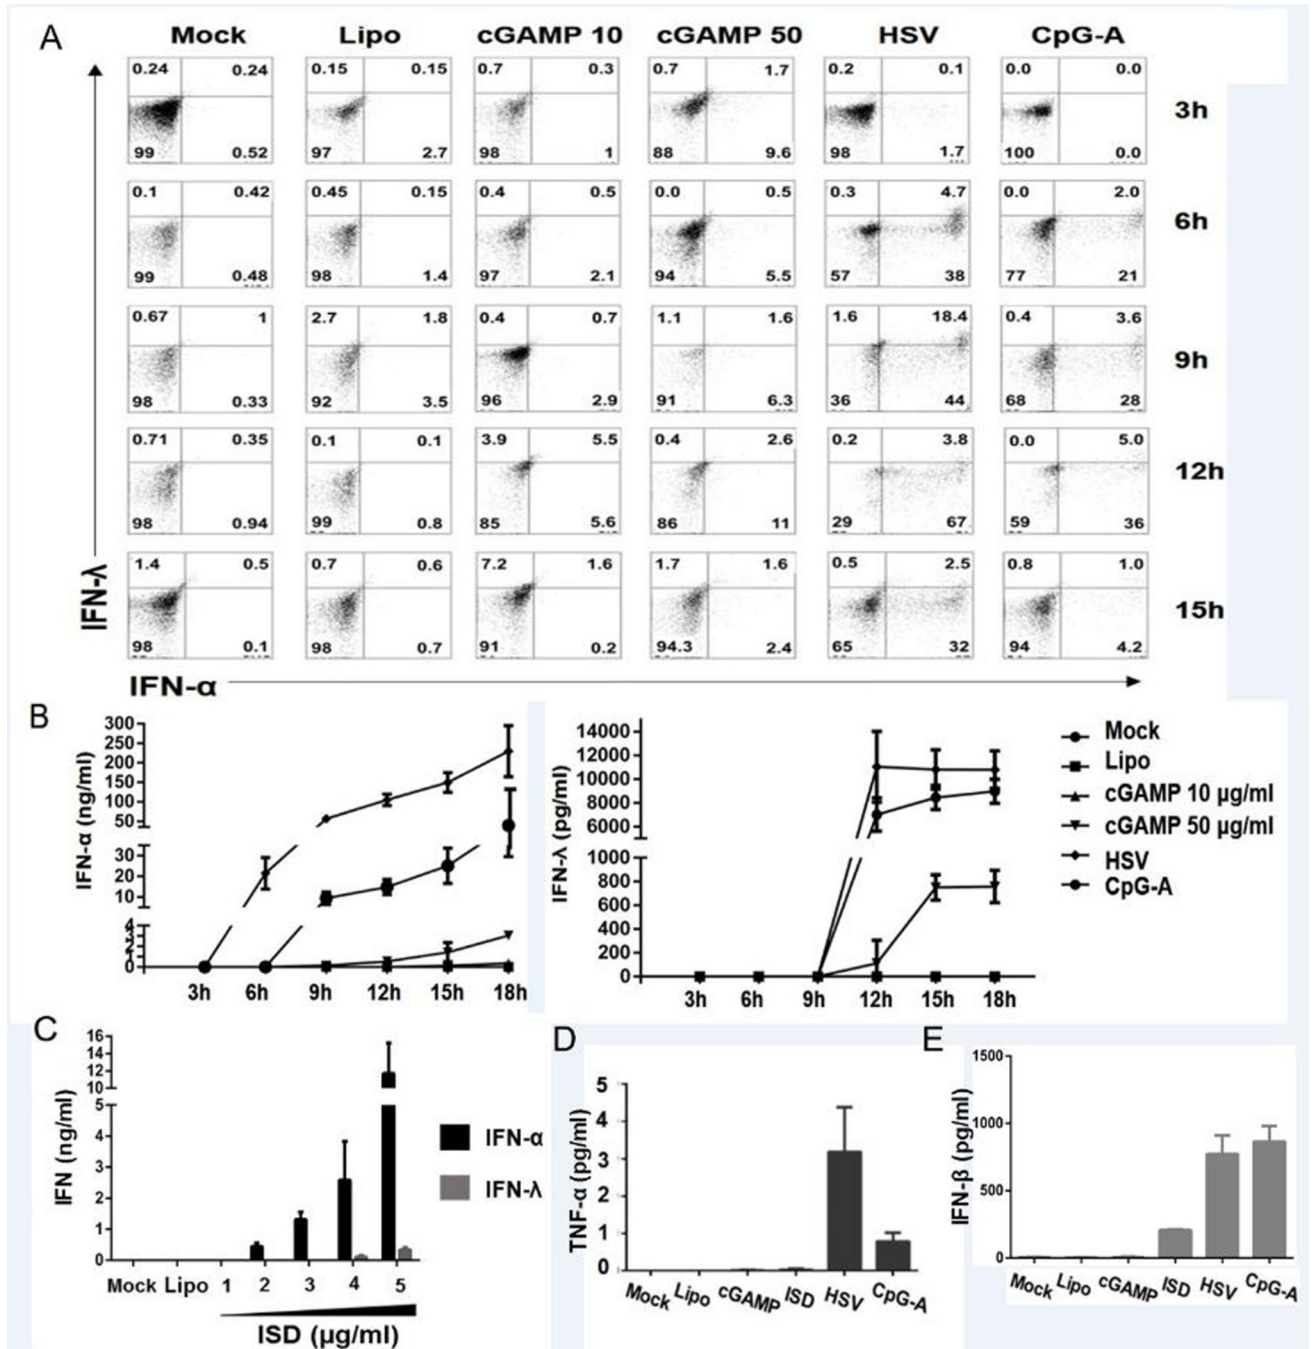 A
Mock Lipo cGAMP 10 cGAMP 50 HSV CpG-A
0.24 0.24 0.15 0.15 0.7 0.3 0.7 1.7 0.2 0.1 0.0 0.0
3h
99 0.52 97 2.7 98 1 88 9.6 98 1.7 100 0.0
0.1 0.42 0.45 0.15 0.4 0.5 0.0 0.5 0.3 4.7 0.0 2.0
6h
99 0.48 98 1.4 97 2.1 94 5.5 57 38 77 21
0.67 1 2.7 1.8 0.4 0.7 1.1 1.6 1.6 18.4 0.4 3.6
9h
98 0.33 92 3.5 96 2.9 91 6.3 36 44 68 28
0.71 0.35 0.1 0.1 3.9 5.5 0.4 2.6 0.2 3.8 0.0 5.0
12h
98 0.94 99 0.8 85 5.6 86 11 29 67 59 36
1.4 0.5 0.7 0.6 7.2 1.6 1.7 1.6 0.5 2.5 0.8 1.0
15h
98 0.1 98 0.7 91 0.2 94.3 2.4 65 32 94 4.2
IFN-λ
IFN-α
B
IFN-α (ng/ml)
300
250
200
150
100
50
30
20
10
4
3
2
1
0
3h 6h 9h 12h 15h 18h
IFN-λ (pg/ml)
14000
12000
10000
8000
6000
1000
800
600
400
200
0
3h 6h 9h 12h 15h 18h
Mock
Lipo
cGAMP 10 µg/ml
cGAMP 50 µg/ml
HSV
CpG-A
C
IFN (ng/ml)
16
14
12
10
5
4
3
2
1
0
Mock Lipo 1 2 3 4 5
ISD (µg/ml)
IFN-α
IFN-λ
D
TNF-α (pg/ml)
5
4
3
2
1
0
Mock Lipo cGAMP ISD HSV CpG-A
E
IFN-β (pg/ml)
1500
1000
500
0
Mock Lipo cGAMP ISD HSV CpG-A